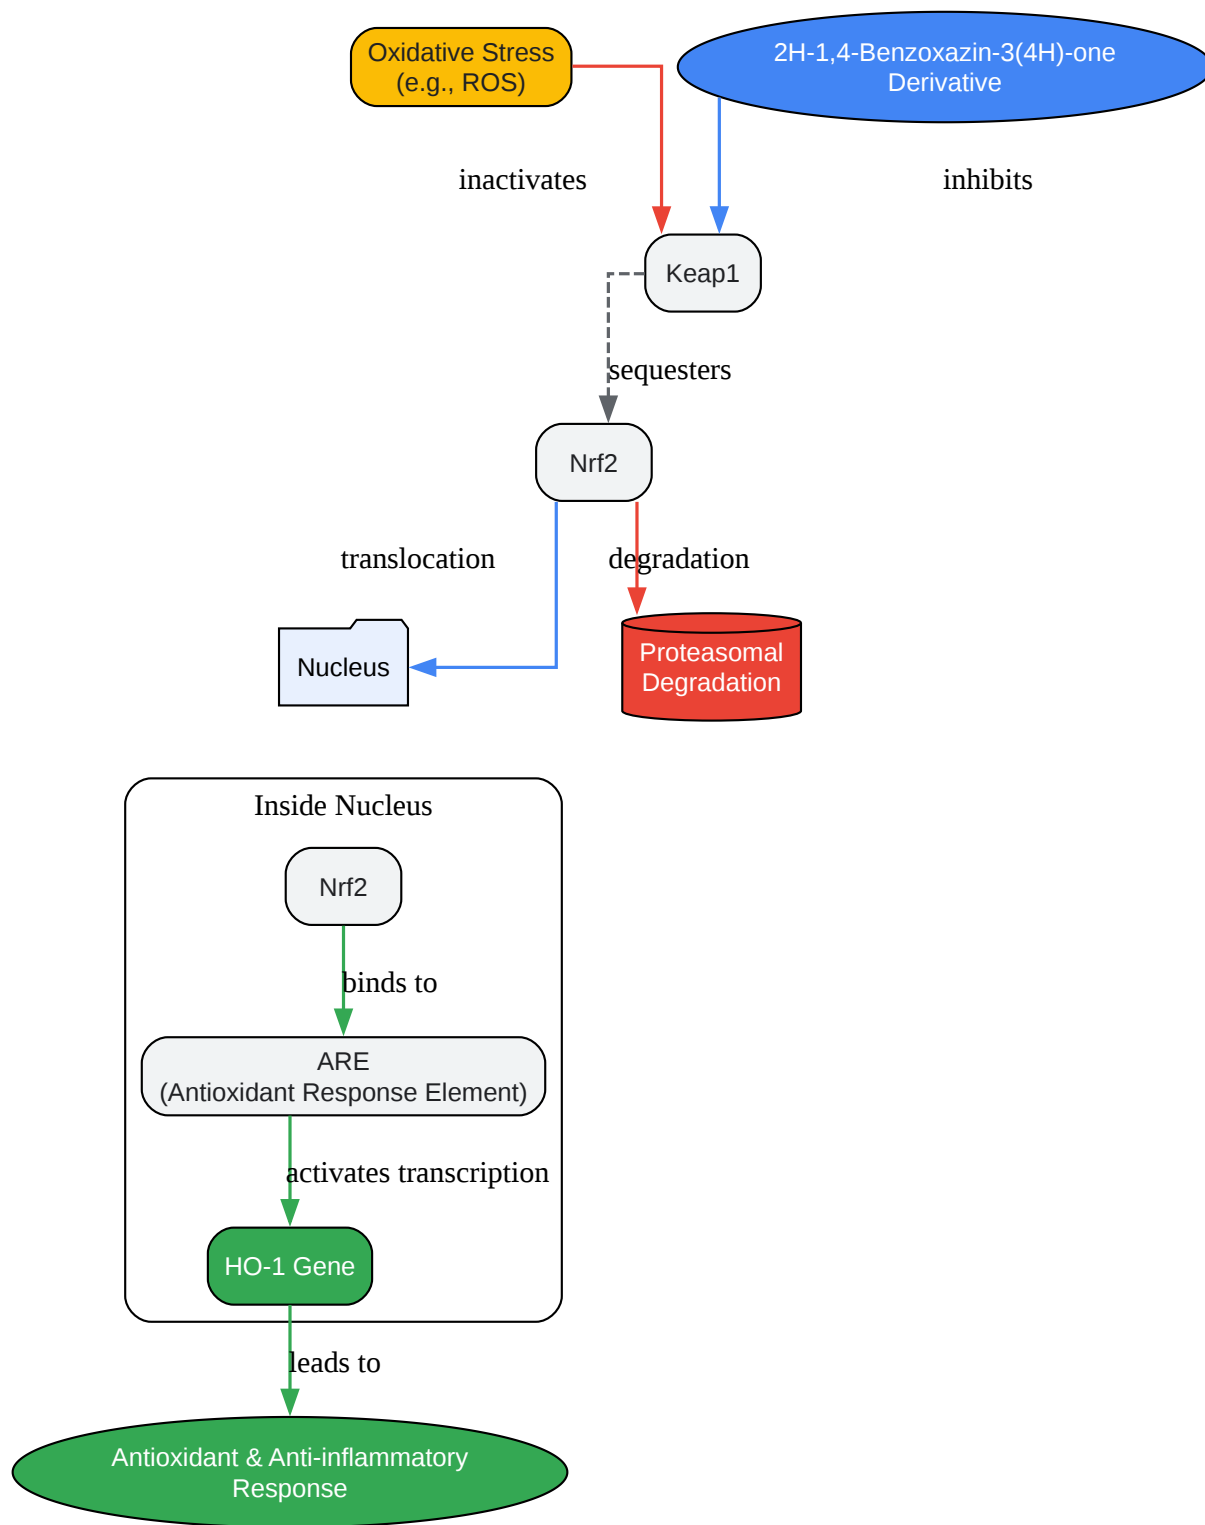 Oxidative Stress
(e.g., ROS)
2H-1,4-Benzoxazin-3(4H)-one
Derivative
inactivates
inhibits
Keap1
sequesters
Nrf2
translocation
degradation
Nucleus
Proteasomal
Degradation
Inside Nucleus
Nrf2
binds to
ARE
(Antioxidant Response Element)
activates transcription
HO-1 Gene
leads to
Antioxidant & Anti-inflammatory
Response